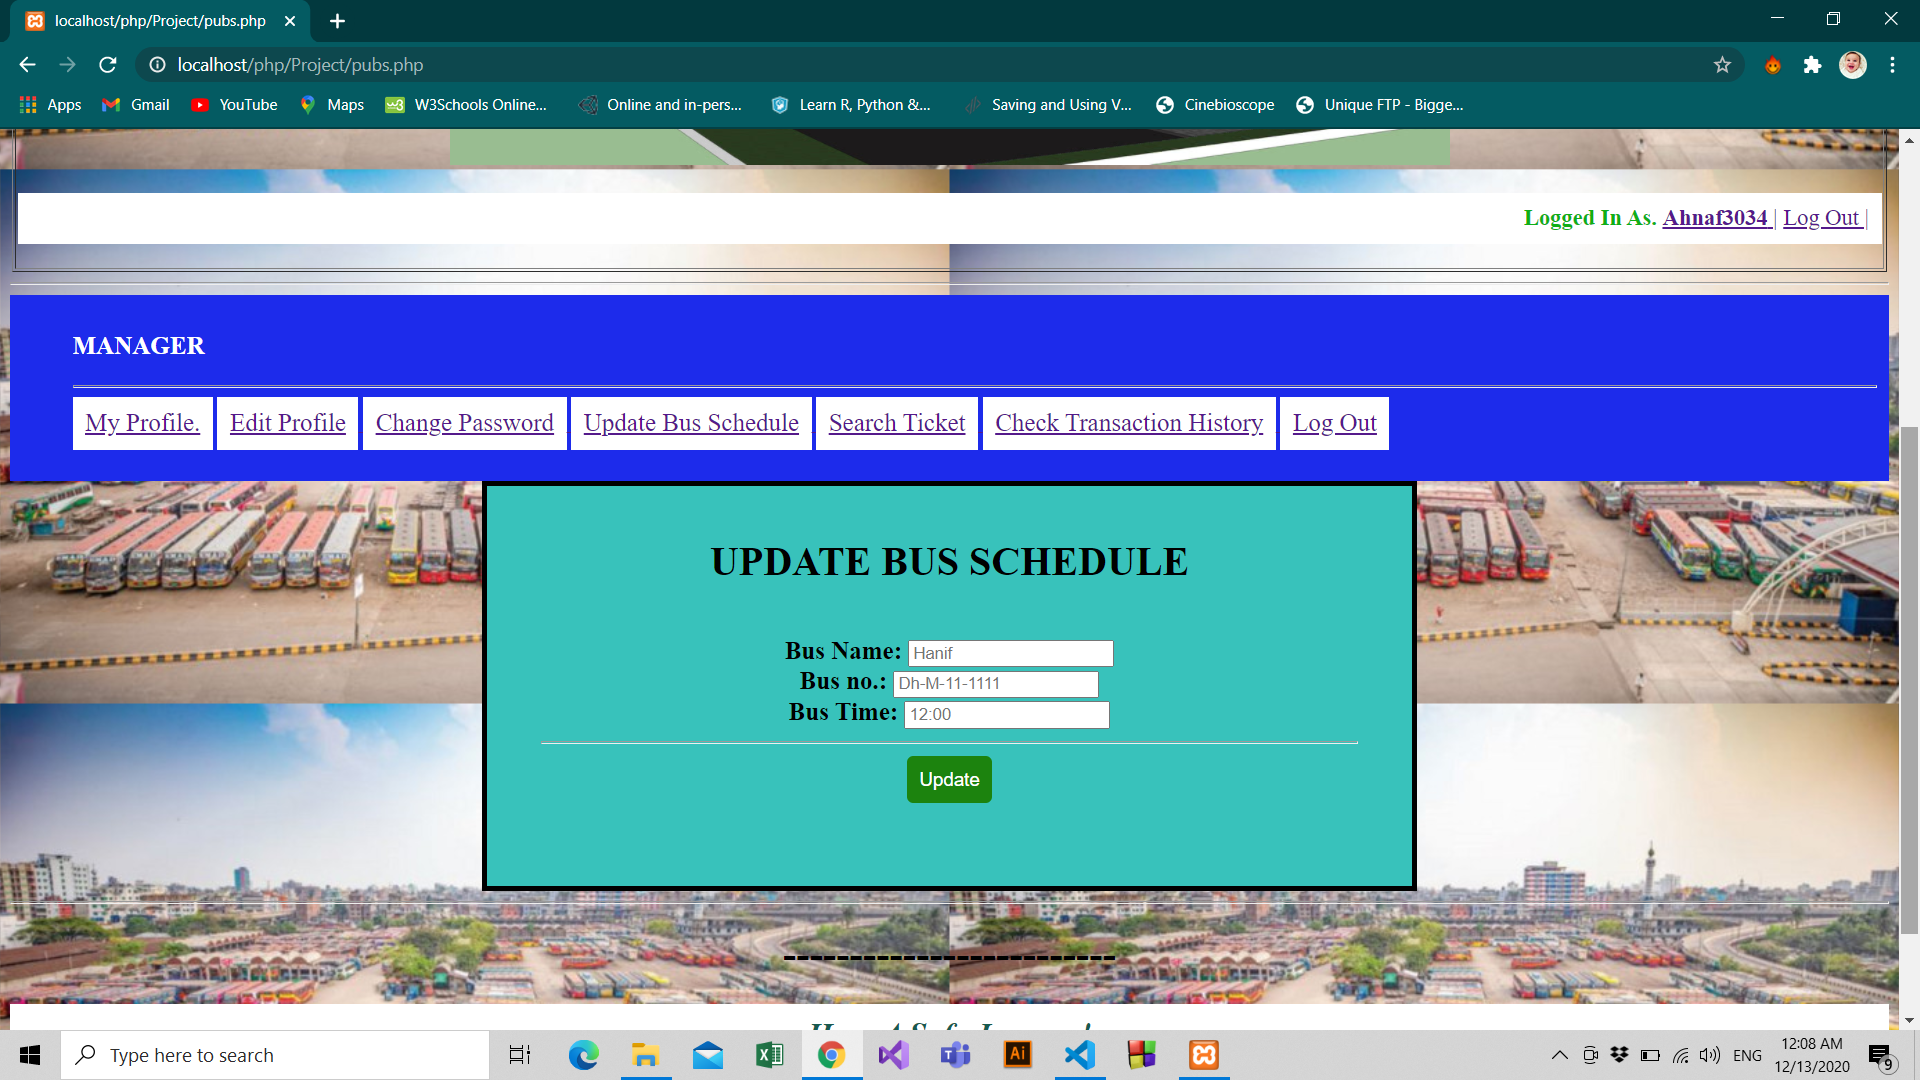 localhost/php/Project/pubs.php
localhost/php/Project/pubs.php
Apps Gmail YouTube Maps W3Schools Online... Online and in-pers... Learn R, Python &... Saving and Using V... Cinebioscope Unique FTP - Bigge...
Logged In As. Ahnaf3034 | Log Out |
MANAGER
My Profile. Edit Profile Change Password Update Bus Schedule Search Ticket Check Transaction History Log Out
UPDATE BUS SCHEDULE
Bus Name: Hanif
Bus no.: Dh-M-11-1111
Bus Time: 12:00
Update
Type here to search
ENG
12:08 AM
12/13/2020
9